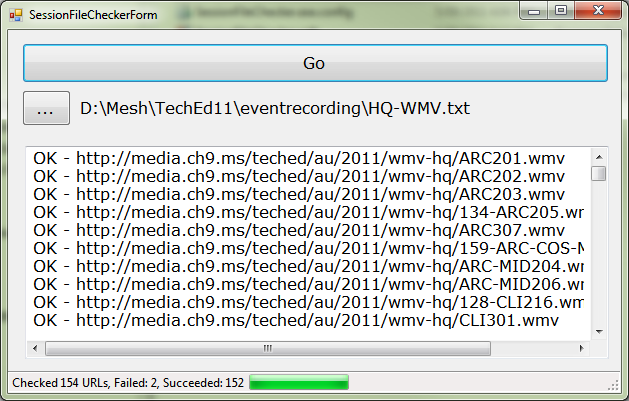 SessionFileCheckerForm
Go
... D:\Mesh\TechEd11\eventrecording\HQ-WMV.txt
OK - http://media.ch9.ms/teched/au/2011/wmv-hq/ARC201.wmv
OK - http://media.ch9.ms/teched/au/2011/wmv-hq/ARC202.wmv
OK - http://media.ch9.ms/teched/au/2011/wmv-hq/ARC203.wmv
OK - http://media.ch9.ms/teched/au/2011/wmv-hq/134-ARC205.wm
OK - http://media.ch9.ms/teched/au/2011/wmv-hq/ARC307.wmv
OK - http://media.ch9.ms/teched/au/2011/wmv-hq/159-ARC-COS-M
OK - http://media.ch9.ms/teched/au/2011/wmv-hq/ARC-MID204.wm
OK - http://media.ch9.ms/teched/au/2011/wmv-hq/ARC-MID206.wm
OK - http://media.ch9.ms/teched/au/2011/wmv-hq/128-CLI216.wm
OK - http://media.ch9.ms/teched/au/2011/wmv-hq/CLI301.wmv
Checked 154 URLs, Failed: 2, Succeeded: 152